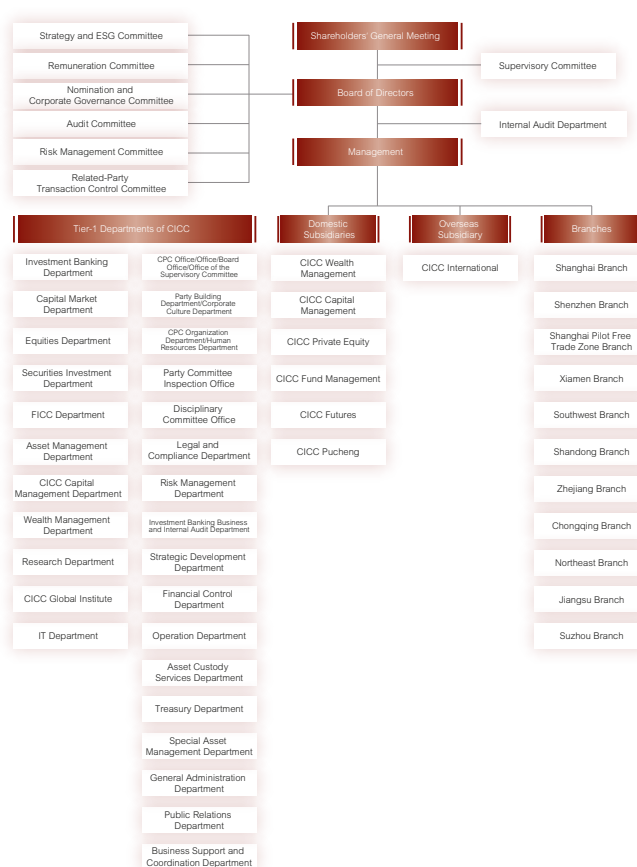 Strategy and ESG Committee
Remuneration Committee
Nomination and
Corporate Governance Committee
Audit Committee
Risk Management Committee
Related-Party
Transaction Control Committee
Shareholders' General Meeting
Supervisory Committee
Board of Directors
Internal Audit Department
Management
Tier-1 Departments of CICC
Investment Banking
Department
Capital Market
Department
Equities Department
Securities Investment
Department
FICC Department
Asset Management
Department
CICC Capital
Management Department
Wealth Management
Department
Research Department
CICC Global Institute
IT Department
CPC Office/Office/Board
Office/Office of the
Supervisory Committee
Party Building
Department/Corporate
Culture Department
CPC Organization
Department/Human
Resources Department
Party Committee
Inspection Office
Disciplinary
Committee Office
Legal and
Compliance Department
Risk Management
Department
Investment Banking Business
and Internal Audit Department
Strategic Development
Department
Financial Control
Department
Operation Department
Asset Custody
Services Department
Treasury Department
Special Asset
Management Department
General Administration
Department
Public Relations
Department
Business Support and
Coordination Department
Domestic
Subsidiaries
CICC Wealth
Management
CICC Capital
Management
CICC Private Equity
CICC Fund Management
CICC Futures
CICC Pucheng
Overseas
Subsidiary
CICC International
Branches
Shanghai Branch
Shenzhen Branch
Shanghai Pilot Free
Trade Zone Branch
Xiamen Branch
Southwest Branch
Shandong Branch
Zhejiang Branch
Chongqing Branch
Northeast Branch
Jiangsu Branch
Suzhou Branch